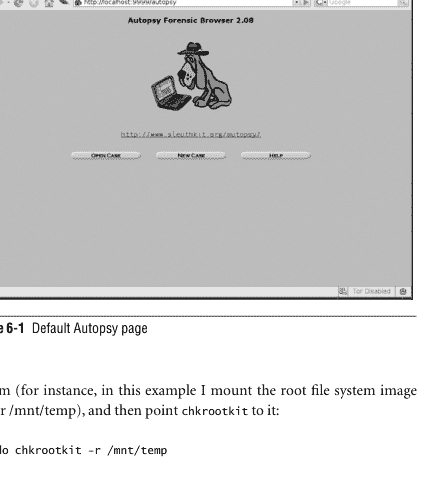 http://localhost:9999/autopsy
Google
Autopsy Forensic Browser 2.08
http://www.sleuthkit.org/autopsy/
OPEN CASE NEW CASE HELP
Tor Disabled
e 6-1 Default Autopsy page
m (for instance, in this example I mount the root file system image
r /mnt/temp), and then point chkrootkit to it:
do chkrootkit -r /mnt/temp